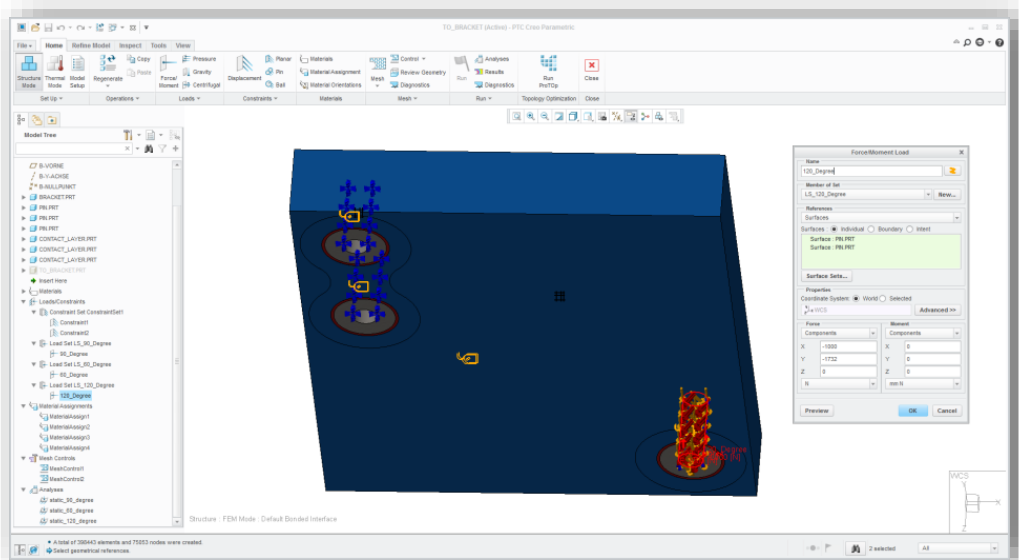 TO_BRACKET (Active) - PTC Creo Parametric
File Home Refine Model Inspect Tools View
Structure Mode Thermal Mode Model Setup Regenerate Copy Paste Force/Moment Pressure Gravity Centrifugal Displacement Planar Pin Ball Materials Material Assignment Material Orientations Mesh Control Review Geometry Diagnostics Run Analyses Results Diagnostics Run ProTOp Close
Set Up Operations Loads Constraints Materials Mesh Run Topology Optimization Close
Model Tree
B-VORNE
B-Y-ACHSE
B-NULLPUNKT
BRACKET.PRT
PIN.PRT
PIN.PRT
PIN.PRT
CONTACT_LAYER.PRT
CONTACT_LAYER.PRT
CONTACT_LAYER.PRT
TO_BRACKET.PRT
Insert Here
Materials
Loads/Constraints
Constraint Set ConstraintSet1
Constraint1
Constraint2
Load Set LS_90_Degree
90_Degree
Load Set LS_60_Degree
60_Degree
Load Set LS_120_Degree
120_Degree
Material Assignments
MaterialAssign1
MaterialAssign2
MaterialAssign3
MaterialAssign4
Mesh Controls
MeshControl1
MeshControl2
Analyses
static_90_degree
static_60_degree
static_120_degree
Structure : FEM Mode : Default Bonded Interface
WCS
Force/Moment Load
Name
120_Degree
Member of Set
LS_120_Degree New...
References
Surfaces
Surfaces : Individual Boundary Intent
Surface : PIN.PRT
Surface : PIN.PRT
Surface Sets...
Properties
Coordinate System: World Selected
WCS Advanced >>
Force Moment
Components Components
X -1000 X 0
Y -1732 Y 0
Z 0 Z 0
N mm N
Preview OK Cancel
A total of 398443 elements and 75853 nodes were created.
Select geometrical references.
2 selected All